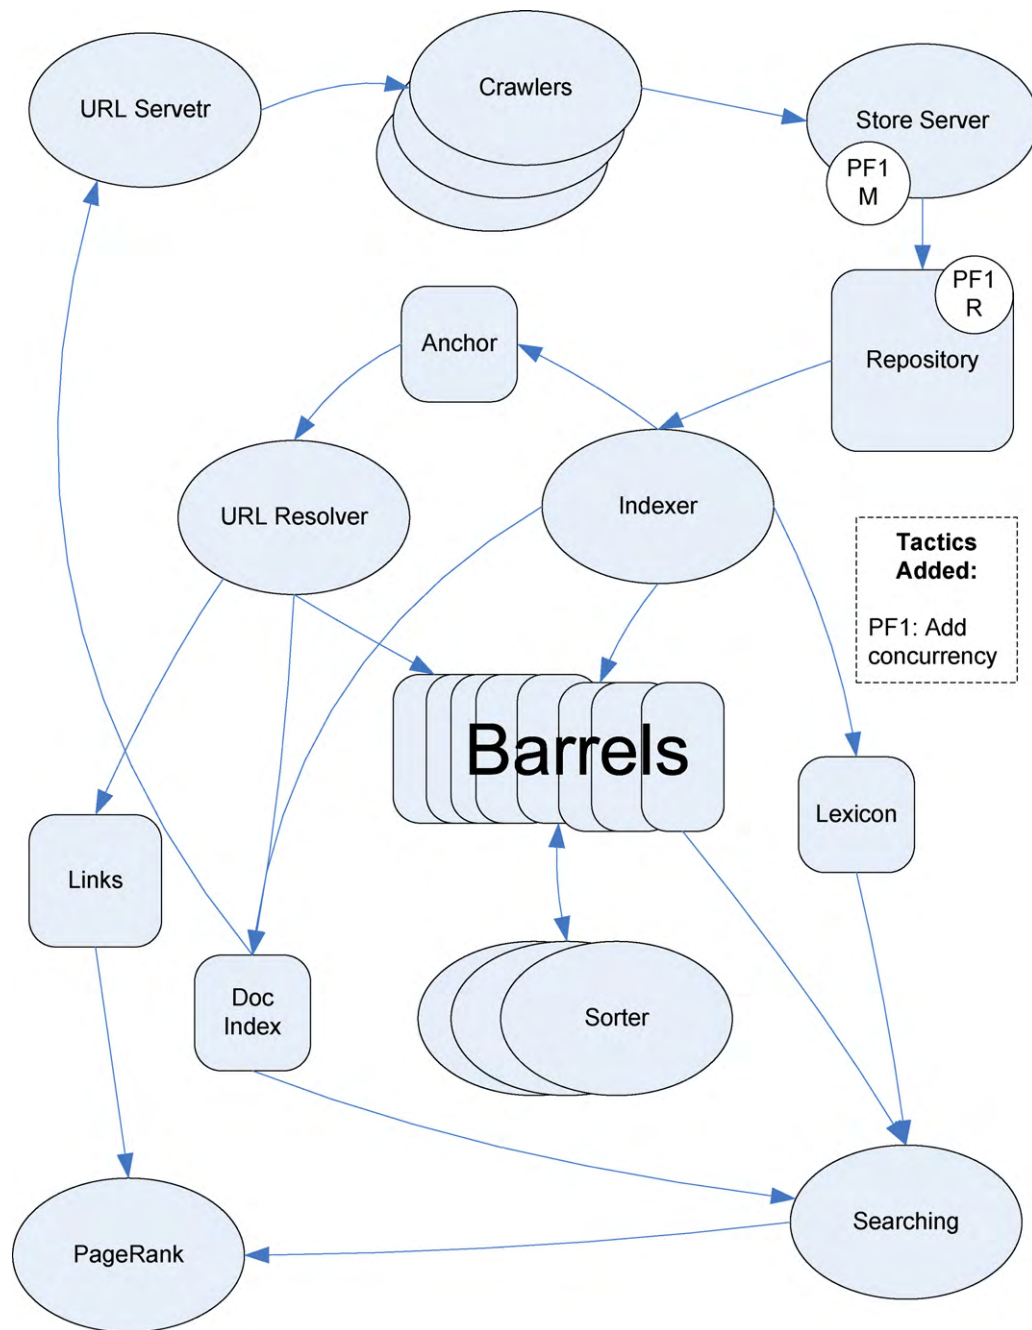 URL Servetr
Crawlers
Store Server
PF1
M
PF1
R
Anchor
Repository
URL Resolver
Indexer
Tactics
Added:
PF1: Add
concurrency
Barrels
Lexicon
Links
Doc
Index
Sorter
Searching
PageRank